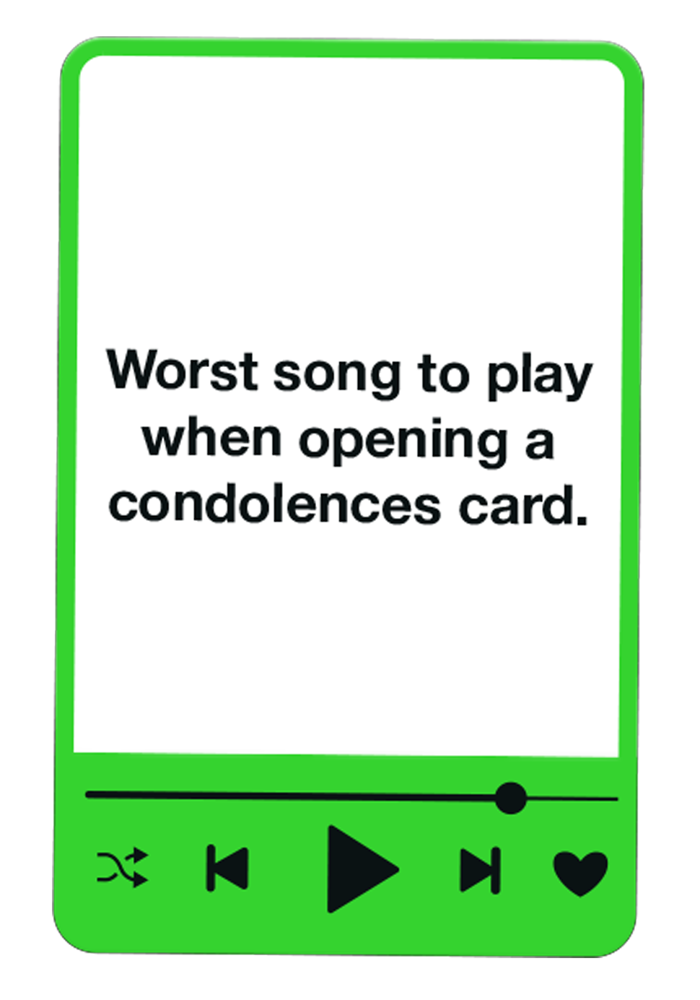 Worst song to play
when opening a
condolences card.